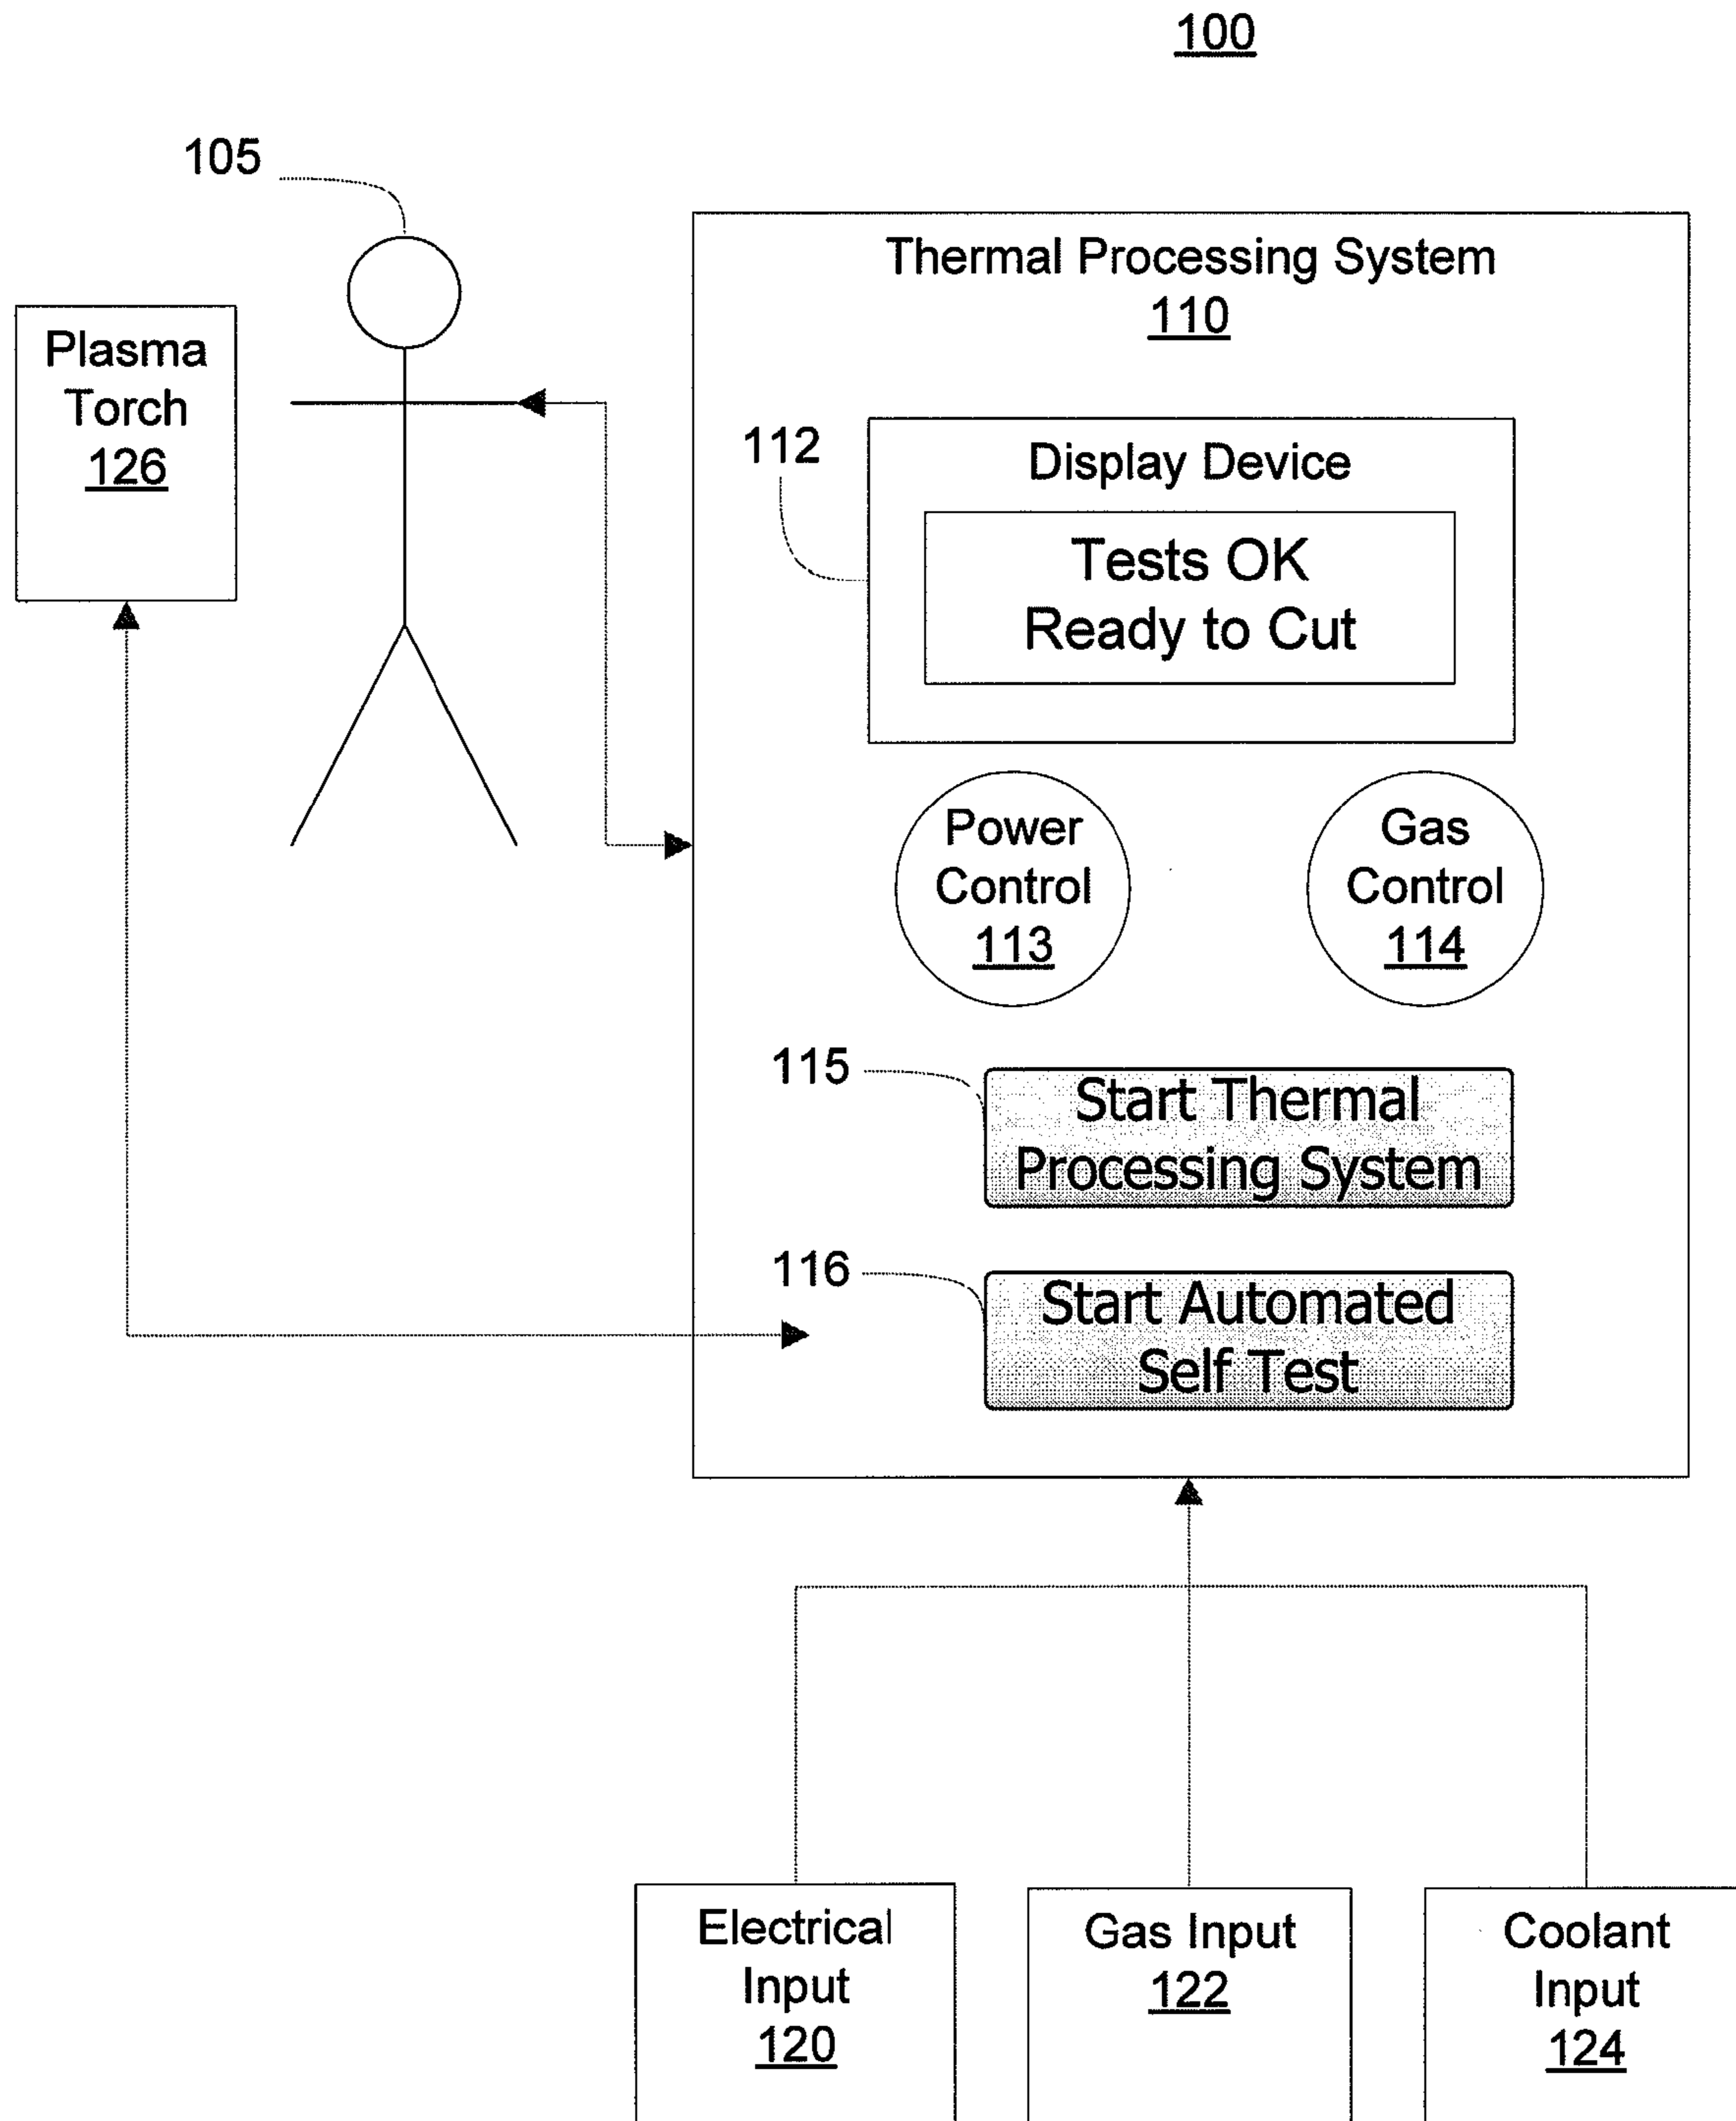 100
105
Thermal Processing System
110
Plasma
Torch
126
112
Display Device
Tests OK
Ready to Cut
Power
Control
113
Gas
Control
114
115
Start Thermal
Processing System
116
Start Automated
Self Test
Electrical
Input
120
Gas Input
122
Coolant
Input
124